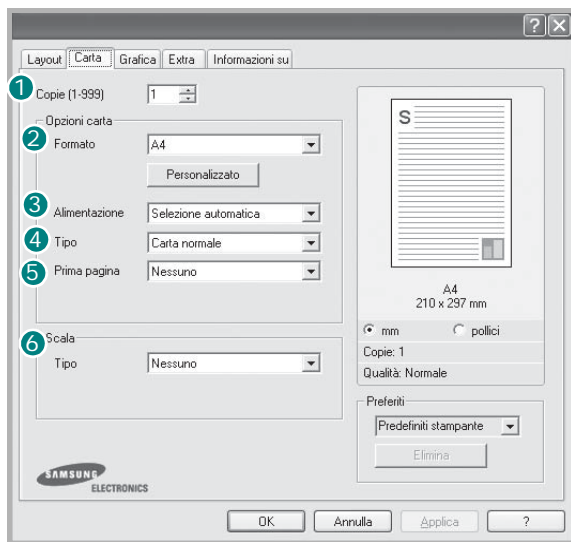 ? X
Layout Carta Grafica Extra Informazioni su
1 Copie (1-999) 1
Opzioni carta
2 Formato A4
Personalizzato
3 Alimentazione Selezione automatica
4 Tipo Carta normale
5 Prima pagina Nessuno
6 Scala
Tipo Nessuno
S
A4
210 x 297 mm
mm pollici
Copie: 1
Qualità: Normale
Preferiti
Predefiniti stampante
Elimina
SAMSUNG
ELECTRONICS
OK Annulla Applica ?